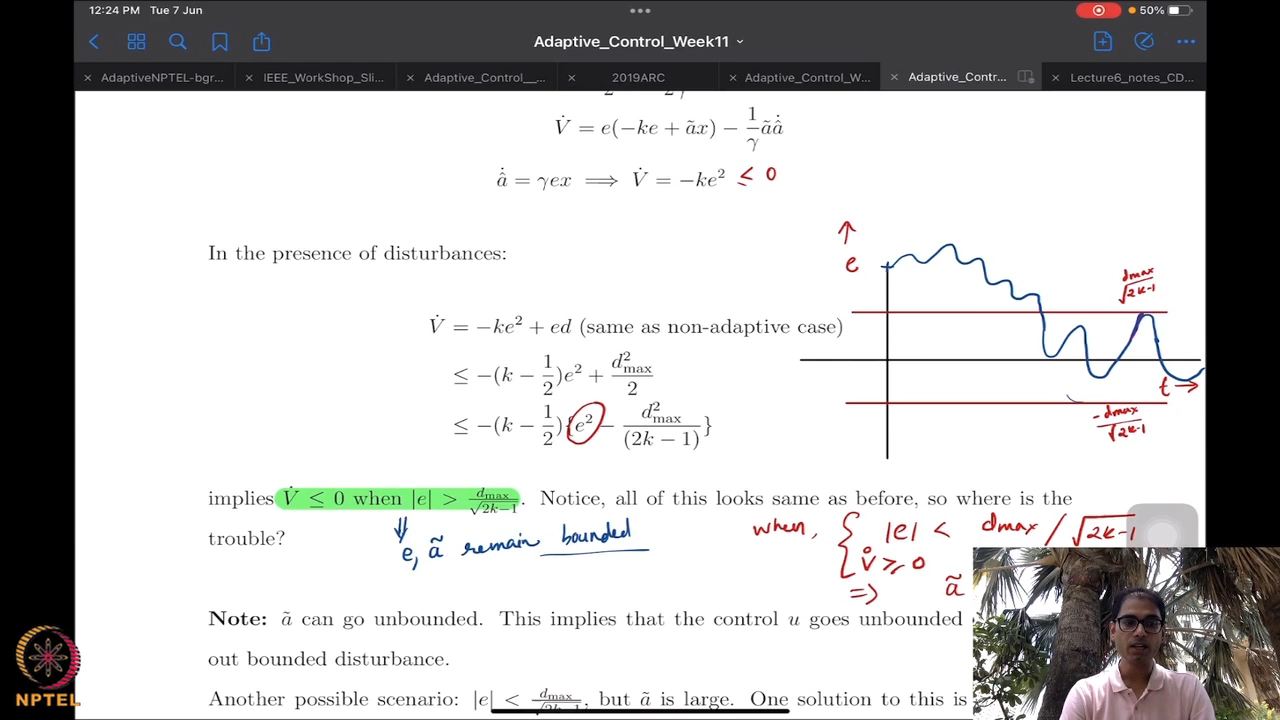 12:24 PM Tue 7 Jun
50%
Adaptive_Control_Week11
AdaptiveNPTEL-bgr...
IEEE_WorkShop_Sli...
Adaptive_Control__...
2019ARC
Adaptive_Control_W...
Adaptive_Contr...
Lecture6_notes_CD...
V̇ = e(−ke + ãx) − 1/γ ãâ̇
â̇ = γex ⟹ V̇ = −ke² ≤ 0
In the presence of disturbances:
V̇ = −ke² + ed (same as non-adaptive case)
≤ −(k − 1/2)e² + d²max/2
≤ −(k − 1/2){e² − d²max/(2k − 1)}
e
dmax/√2k-1
t →
-dmax/√2k-1
implies V̇ ≤ 0 when |e| > dmax/√2k−1. Notice, all of this looks same as before, so where is the
trouble?
e, ã remain bounded
when, { |e| < dmax / √2k-1
V̇ ≥ 0
⇒ ã
Note: ã can go unbounded. This implies that the control u goes unbounded
out bounded disturbance.
Another possible scenario: |e| < dmax/√2k−1, but ã is large. One solution to this is
NPTEL